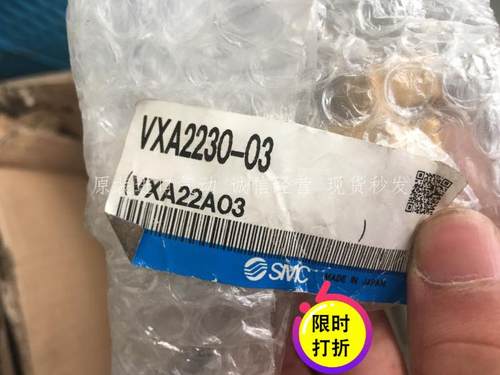 VXA2230-03
(VXA22A03
)
SMC
MADE IN JAPAN
限时
打折